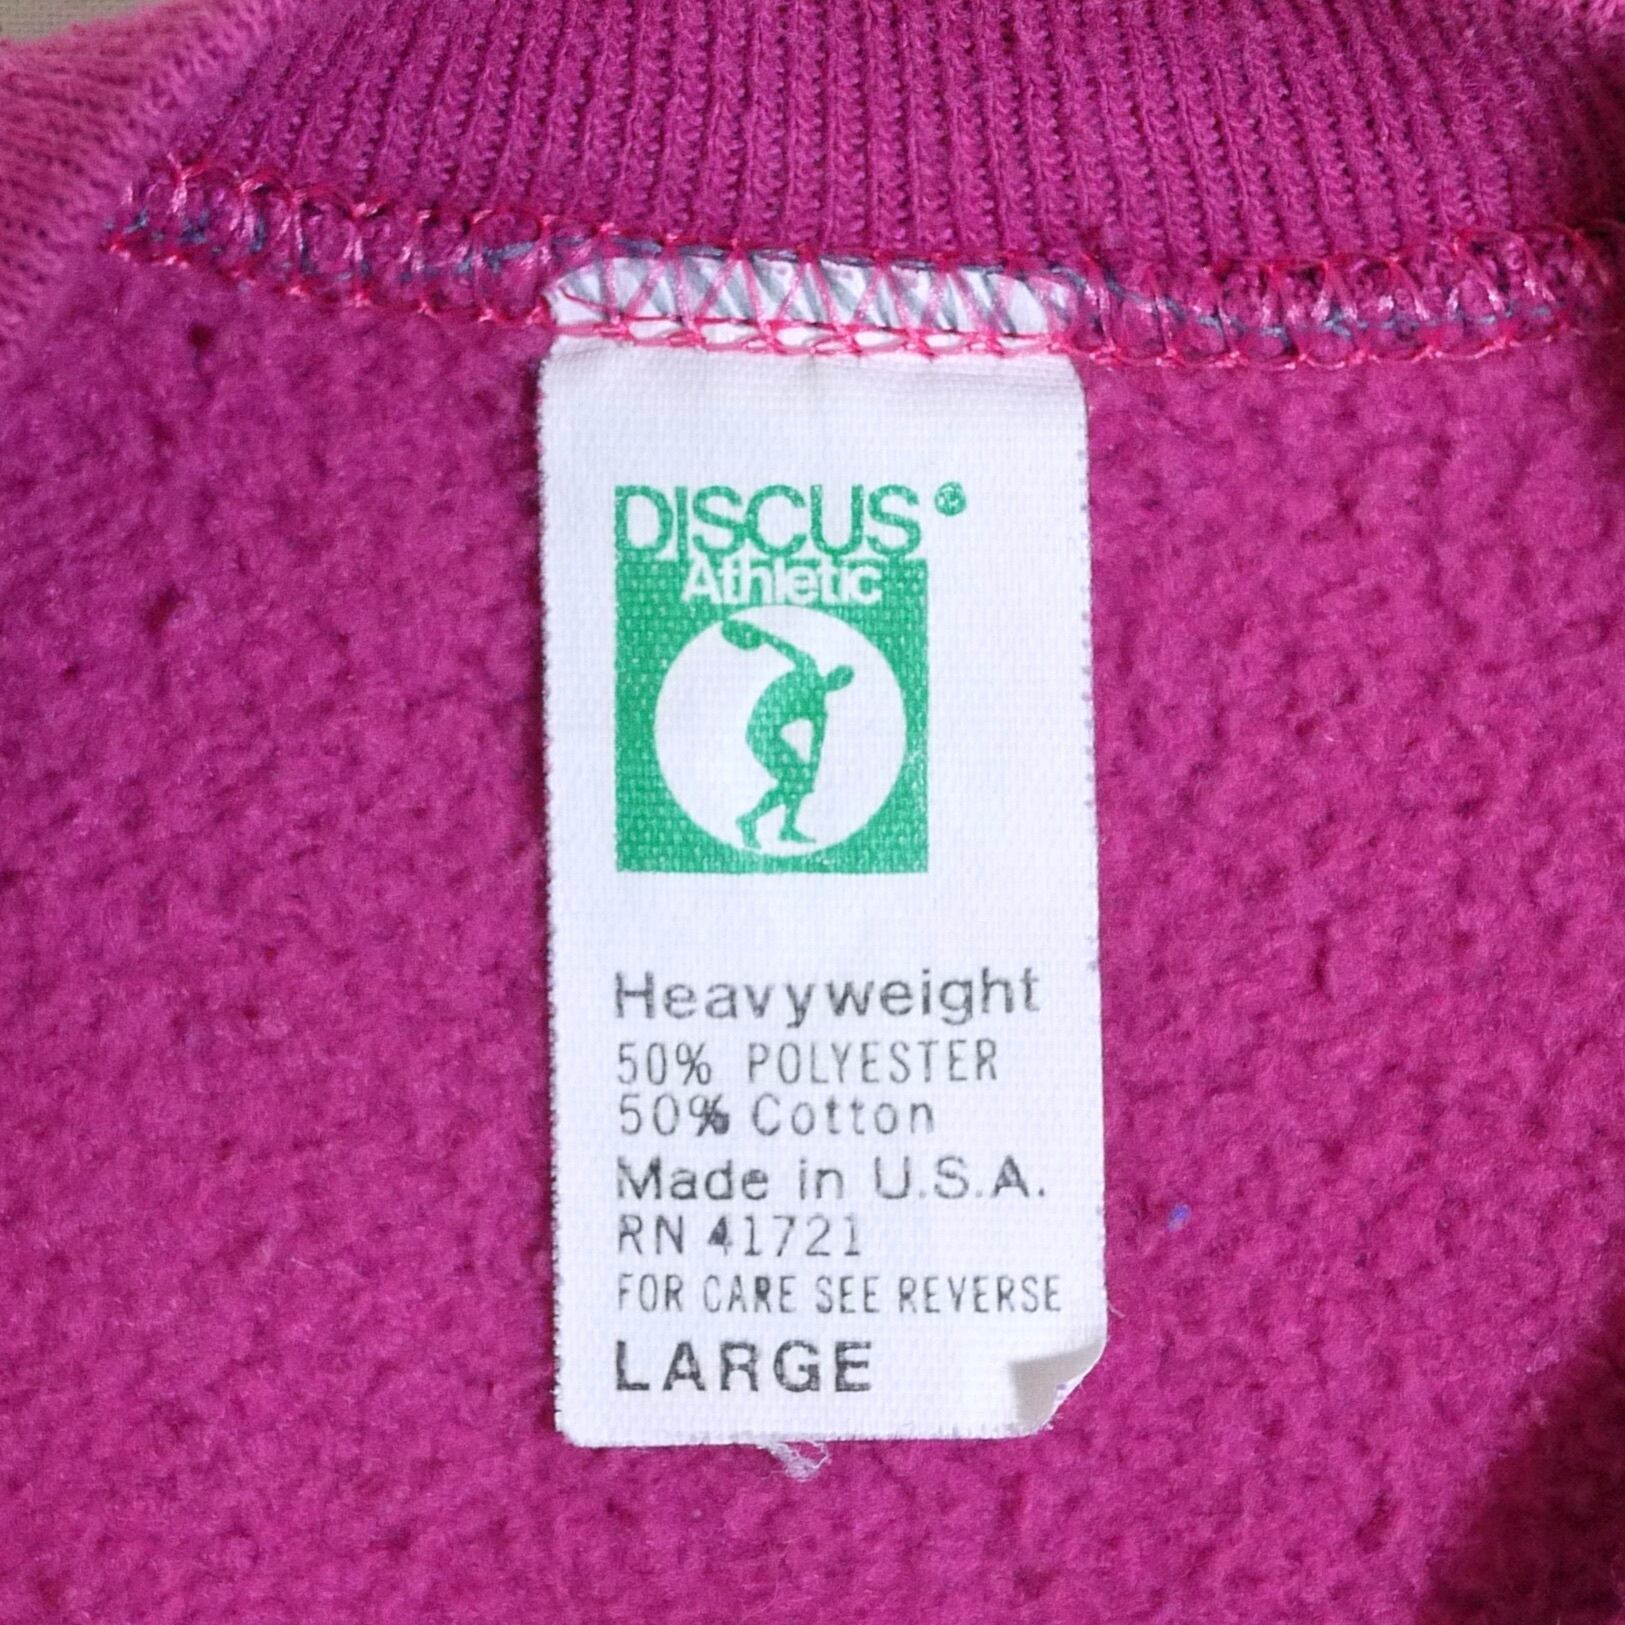 DISCUS®
Athletic
Heavyweight
50% POLYESTER
50% Cotton
Made in U.S.A.
RN 41721
FOR CARE SEE REVERSE
LARGE